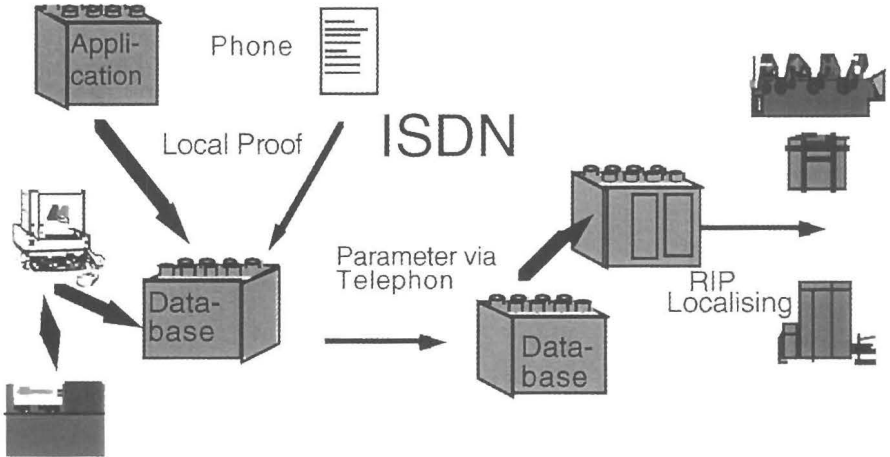 Appli-
cation
Phone
Local Proof
ISDN
Data-
base
Parameter via
Telephon
Data-
base
RIP
Localising